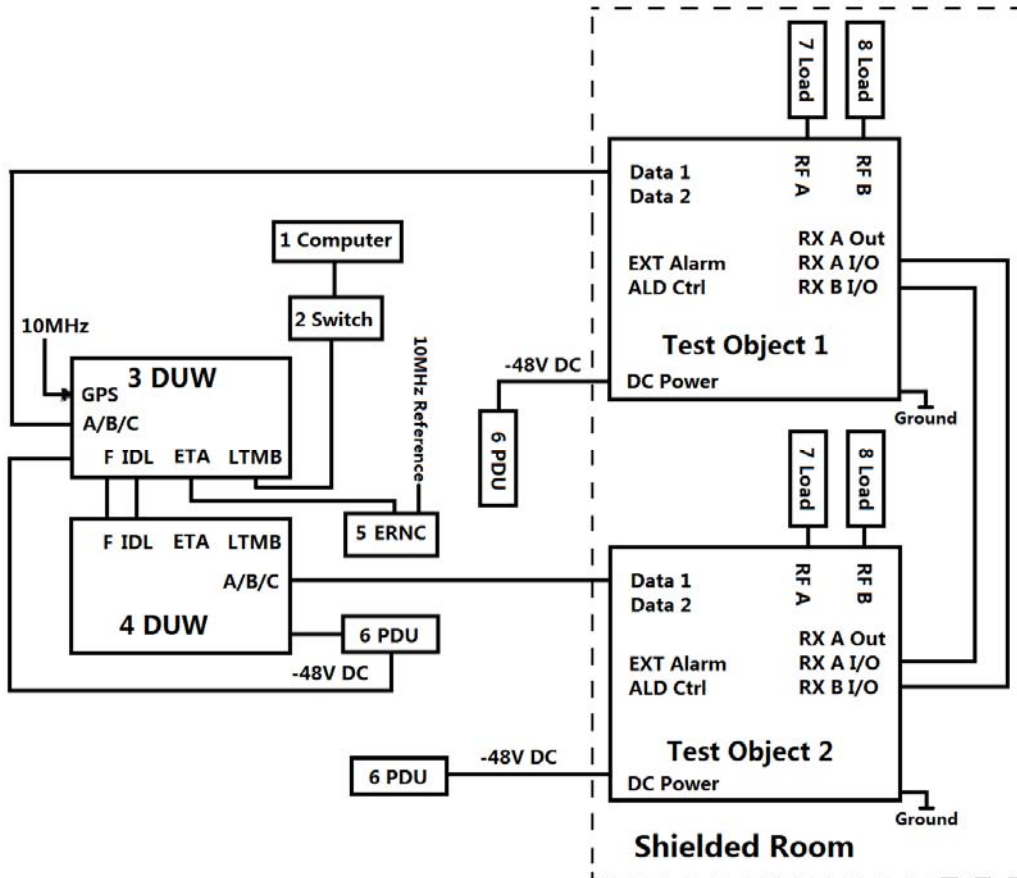 7 Load
8 Load
RF A
RF B
Data 1
Data 2
RX A Out
EXT Alarm
RX A I/O
ALD Ctrl
RX B I/O
Test Object 1
DC Power
-48V DC
Ground
6 PDU
1 Computer
2 Switch
10MHz
10MHz Reference
3 DUW
GPS
A/B/C
F IDL ETA LTMB
5 ERNC
F IDL ETA LTMB
A/B/C
4 DUW
6 PDU
-48V DC
7 Load
8 Load
RF A
RF B
Data 1
Data 2
RX A Out
EXT Alarm
RX A I/O
ALD Ctrl
RX B I/O
Test Object 2
DC Power
-48V DC
6 PDU
Ground
Shielded Room